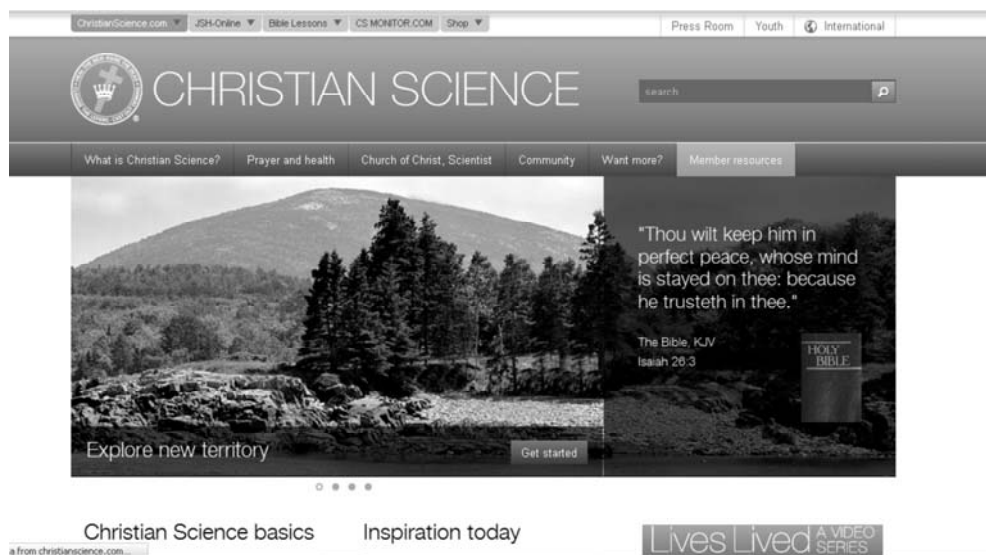 ChristianScience.com JSH-Online Bible Lessons CS MONITOR.COM Shop Press Room Youth International
CHRISTIAN SCIENCE
search
What is Christian Science? Prayer and health Church of Christ, Scientist Community Want more? Member resources
"Thou wilt keep him in
perfect peace, whose mind
is stayed on thee: because
he trusteth in thee."
The Bible, KJV
Isaiah 26:3
HOLY
BIBLE
Explore new territory Get started
Christian Science basics Inspiration today
Lives Lived A VIDEO
SERIES
a from christianscience.com...